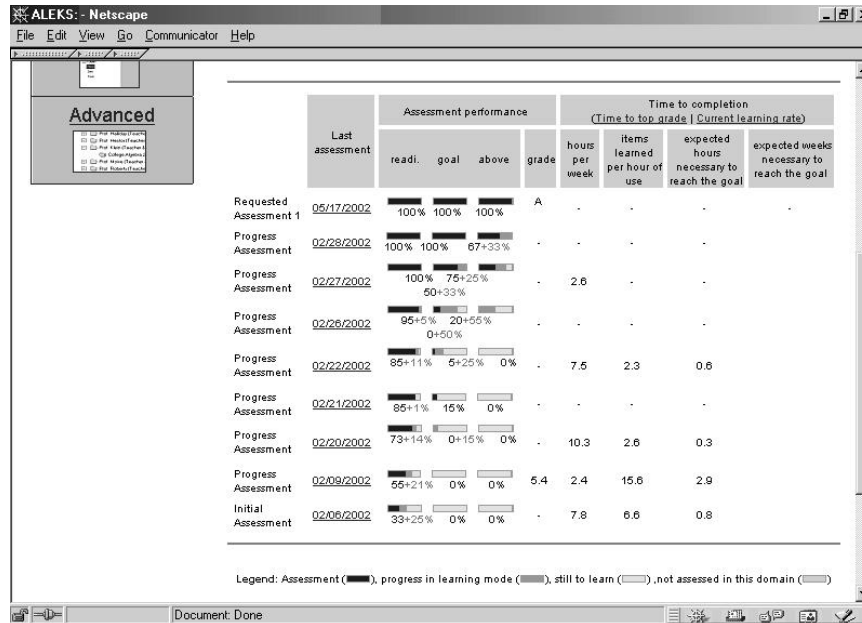 ALEKS: - Netscape
File Edit View Go Communicator Help
Advanced
Last assessment
Assessment performance
Time to completion
(Time to top grade | Current learning rate)
readi. goal above grade
hours per week
items learned per hour of use
expected hours necessary to reach the goal
expected weeks necessary to reach the goal
Requested Assessment 1 05/17/2002 100% 100% 100% A - - - -
Progress Assessment 02/28/2002 100% 100% 67+33% - - - -
Progress Assessment 02/27/2002 100% 75+25% 50+33% - 2.6 - -
Progress Assessment 02/26/2002 95+5% 20+55% 0+50% - - - -
Progress Assessment 02/22/2002 85+11% 5+25% 0% - 7.5 2.3 0.6
Progress Assessment 02/21/2002 85+1% 15% 0% - - - -
Progress Assessment 02/20/2002 73+14% 0+15% 0% - 10.3 2.6 0.3
Progress Assessment 02/09/2002 55+21% 0% 0% 5.4 2.4 15.6 2.9
Initial Assessment 02/06/2002 33+25% 0% 0% - 7.8 6.6 0.8
Legend: Assessment ( ), progress in learning mode ( ), still to learn ( ) ,not assessed in this domain ( )
Document: Done